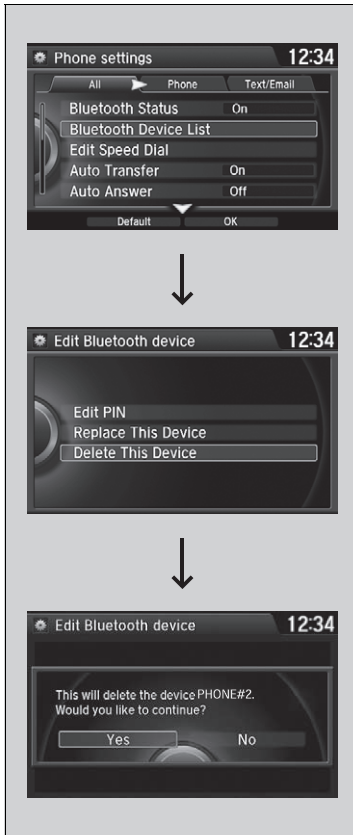 Phone settings 12:34
All Phone Text/Email
Bluetooth Status On
Bluetooth Device List
Edit Speed Dial
Auto Transfer On
Auto Answer Off
Default OK
Edit Bluetooth device 12:34
Edit PIN
Replace This Device
Delete This Device
Edit Bluetooth device 12:34
This will delete the device PHONE#2.
Would you like to continue?
Yes No